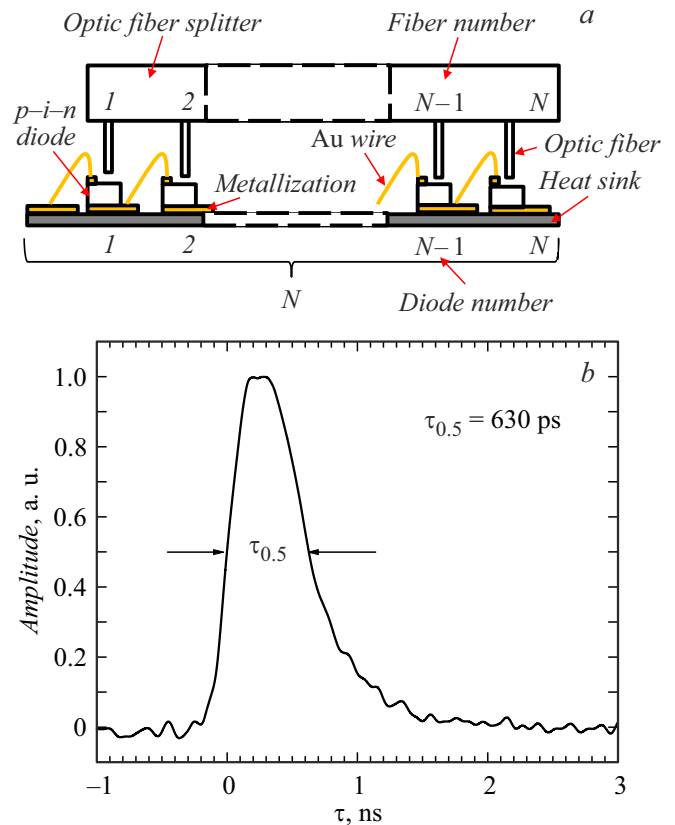 a
Optic fiber splitter
Fiber number
1 2 N–1 N
p–i–n
diode
Au wire
Optic fiber
Metallization
Heat sink
1 2 N–1 N
N
Diode number
b
τ0.5 = 630 ps
τ0.5
Amplitude, a. u.
1.0
0.8
0.6
0.4
0.2
0
–1 0 1 2 3
τ, ns